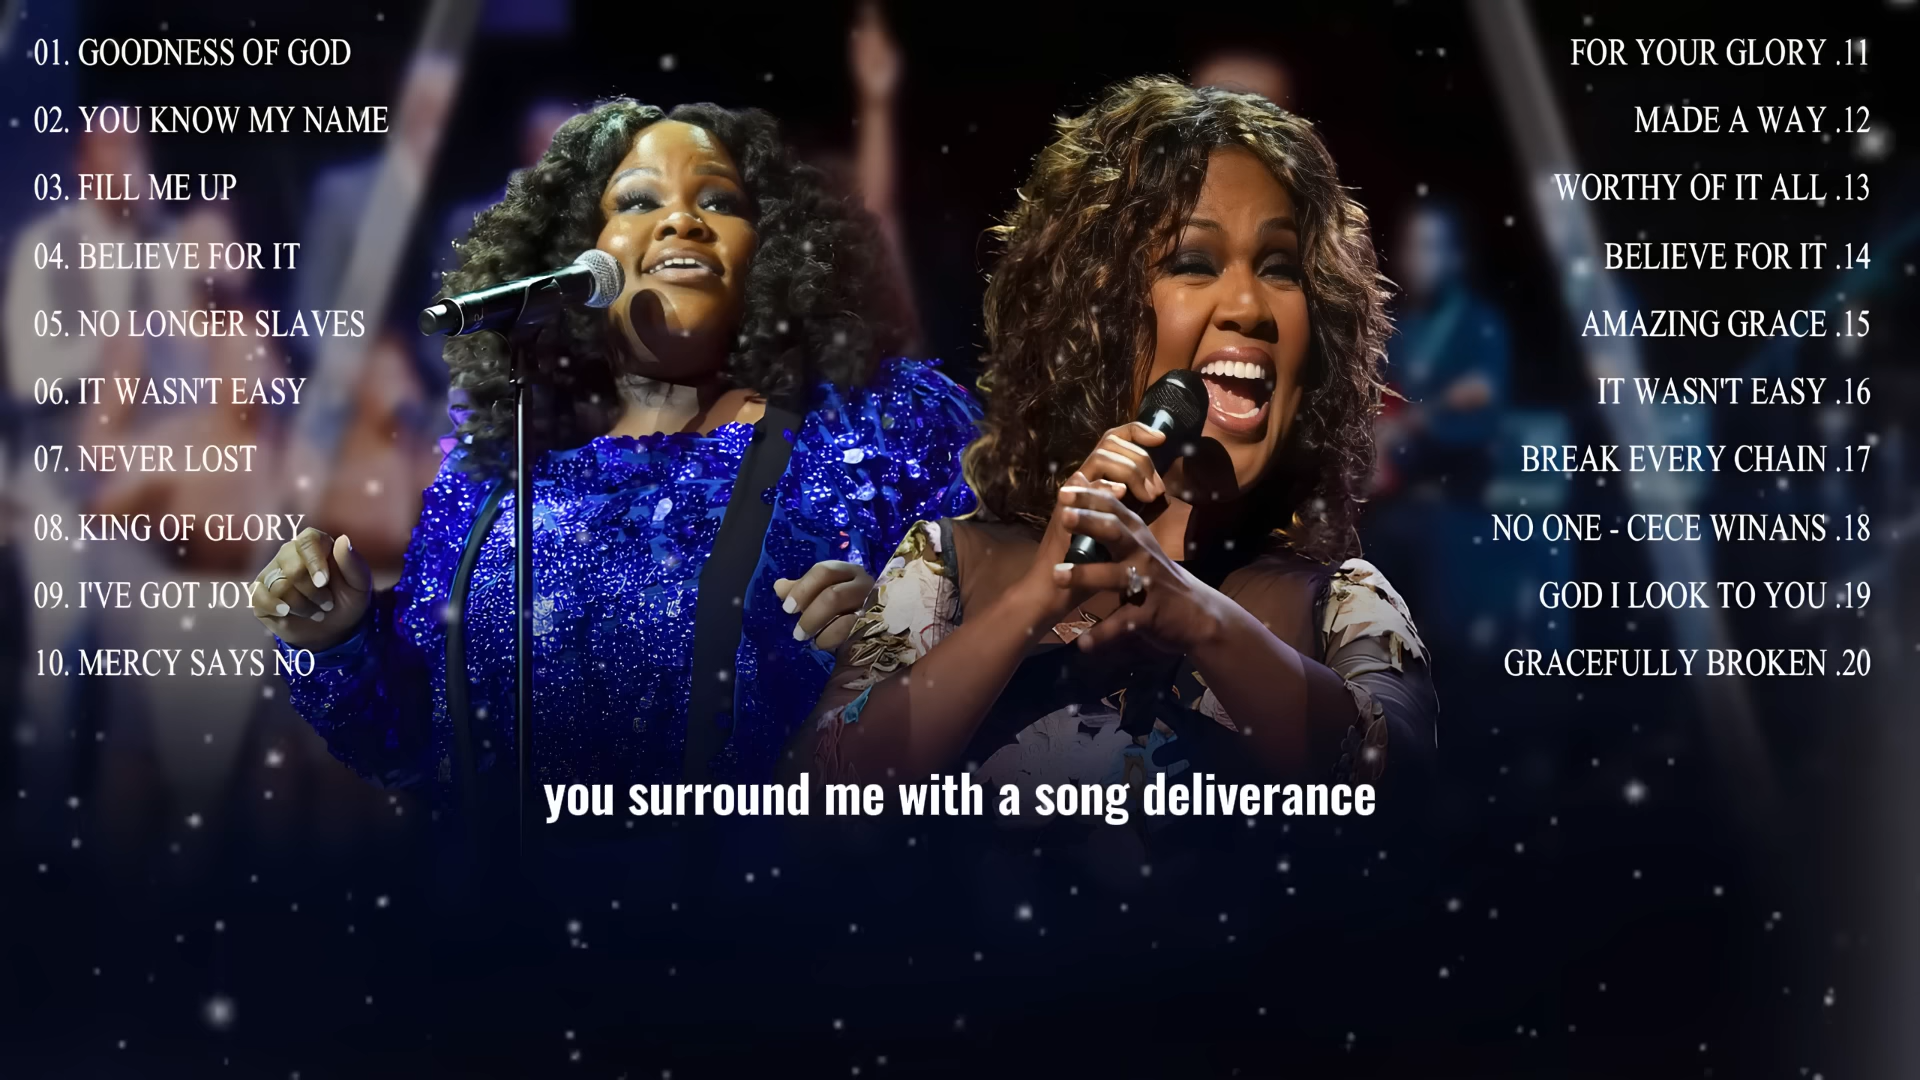 01. GOODNESS OF GOD
02. YOU KNOW MY NAME
03. FILL ME UP
04. BELIEVE FOR IT
05. NO LONGER SLAVES
06. IT WASN'T EASY
07. NEVER LOST
08. KING OF GLORY
09. I'VE GOT JOY
10. MERCY SAYS NO
FOR YOUR GLORY .11
MADE A WAY .12
WORTHY OF IT ALL .13
BELIEVE FOR IT .14
AMAZING GRACE .15
IT WASN'T EASY .16
BREAK EVERY CHAIN .17
NO ONE - CECE WINANS .18
GOD I LOOK TO YOU .19
GRACEFULLY BROKEN .20
you surround me with a song deliverance